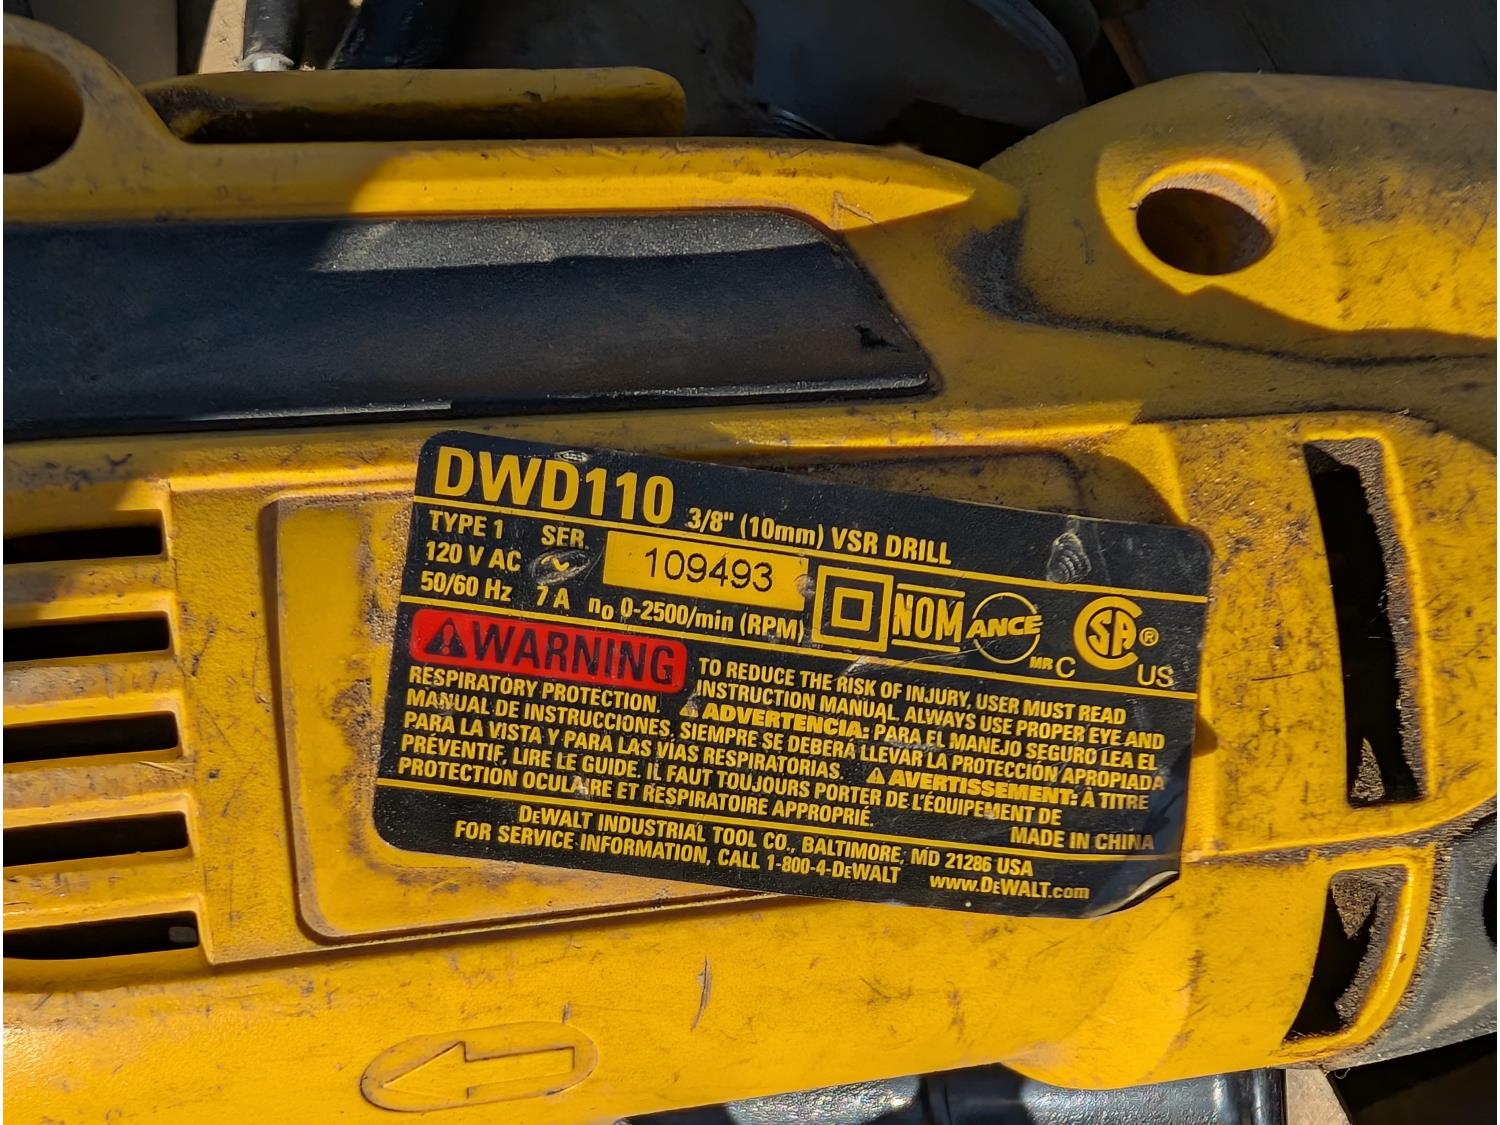 DWD110 3/8" (10mm) VSR DRILL
TYPE 1 SER. 109493
120 V AC
50/60 Hz 7 A n₀ 0-2500/min (RPM)
NOM ANCE MR C SA ® US
WARNING TO REDUCE THE RISK OF INJURY, USER MUST READ
INSTRUCTION MANUAL. ALWAYS USE PROPER EYE AND
RESPIRATORY PROTECTION. ADVERTENCIA: PARA EL MANEJO SEGURO LEA EL
MANUAL DE INSTRUCCIONES, SIEMPRE SE DEBERÁ LLEVAR LA PROTECCIÓN APROPIADA
PARA LA VISTA Y PARA LAS VÍAS RESPIRATORIAS. AVERTISSEMENT: À TITRE
PRÉVENTIF, LIRE LE GUIDE. IL FAUT TOUJOURS PORTER DE L'ÉQUIPEMENT DE
PROTECTION OCULAIRE ET RESPIRATOIRE APPROPRIÉ. MADE IN CHINA
DEWALT INDUSTRIAL TOOL CO., BALTIMORE, MD 21286 USA
FOR SERVICE INFORMATION, CALL 1-800-4-DEWALT www.DEWALT.com